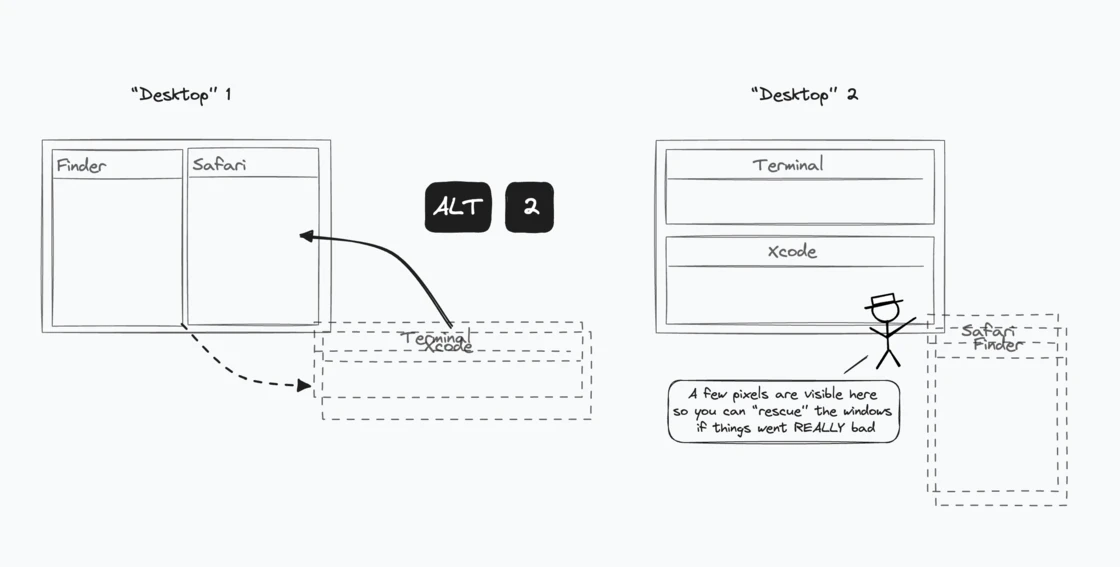 "Desktop" 1
Finder
Safari
ALT
2
Terminal
Xcode
"Desktop" 2
Terminal
Xcode
Safari
Finder
A few pixels are visible here
so you can "rescue" the windows
if things went REALLY bad